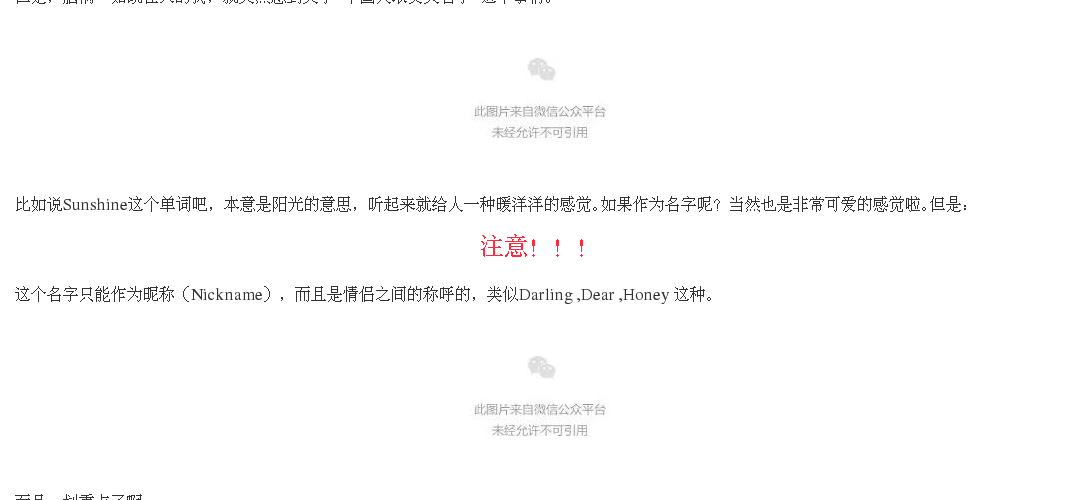 此图片来自微信公众平台
未经允许不可引用
比如说Sunshine这个单词吧，本意是阳光的意思，听起来就给人一种暖洋洋的感觉。如果作为名字呢？当然也是非常可爱的感觉啦。但是：
注意！！！
这个名字只能作为昵称（Nickname），而且是情侣之间的称呼的，类似Darling ,Dear ,Honey 这种。
此图片来自微信公众平台
未经允许不可引用